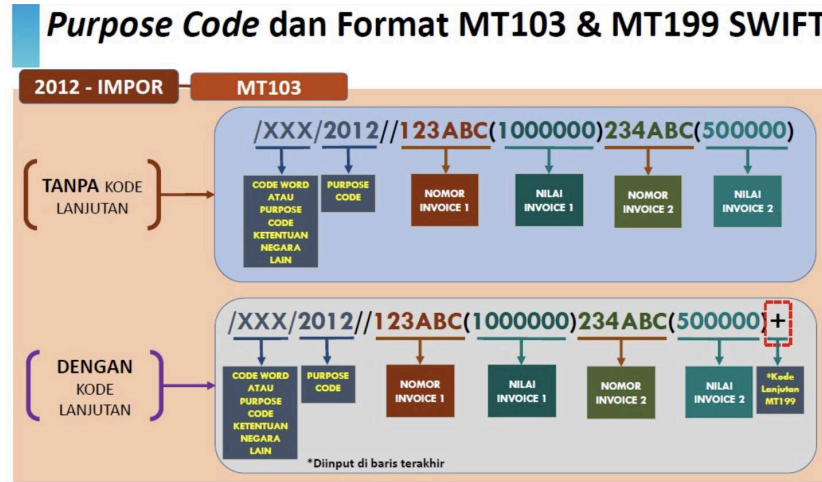 Purpose Code dan Format MT103 & MT199 SWIFT
2012 - IMPOR
MT103
/XXX/2012//123ABC(1000000)234ABC(500000)
TANPA KODE
LANJUTAN
CODE WORD
ATAU
PURPOSE
CODE
KETENTUAN
NEGARA
LAIN
PURPOSE
CODE
NOMOR
INVOICE 1
NILAI
INVOICE 1
NOMOR
INVOICE 2
NILAI
INVOICE 2
/XXX/2012//123ABC(1000000)234ABC(500000)+
DENGAN
KODE
LANJUTAN
CODE WORD
ATAU
PURPOSE
CODE
KETENTUAN
NEGARA
LAIN
PURPOSE
CODE
NOMOR
INVOICE 1
NILAI
INVOICE 1
NOMOR
INVOICE 2
NILAI
INVOICE 2
*Kode
Lanjutan
MT199
*Diinput di baris terakhir